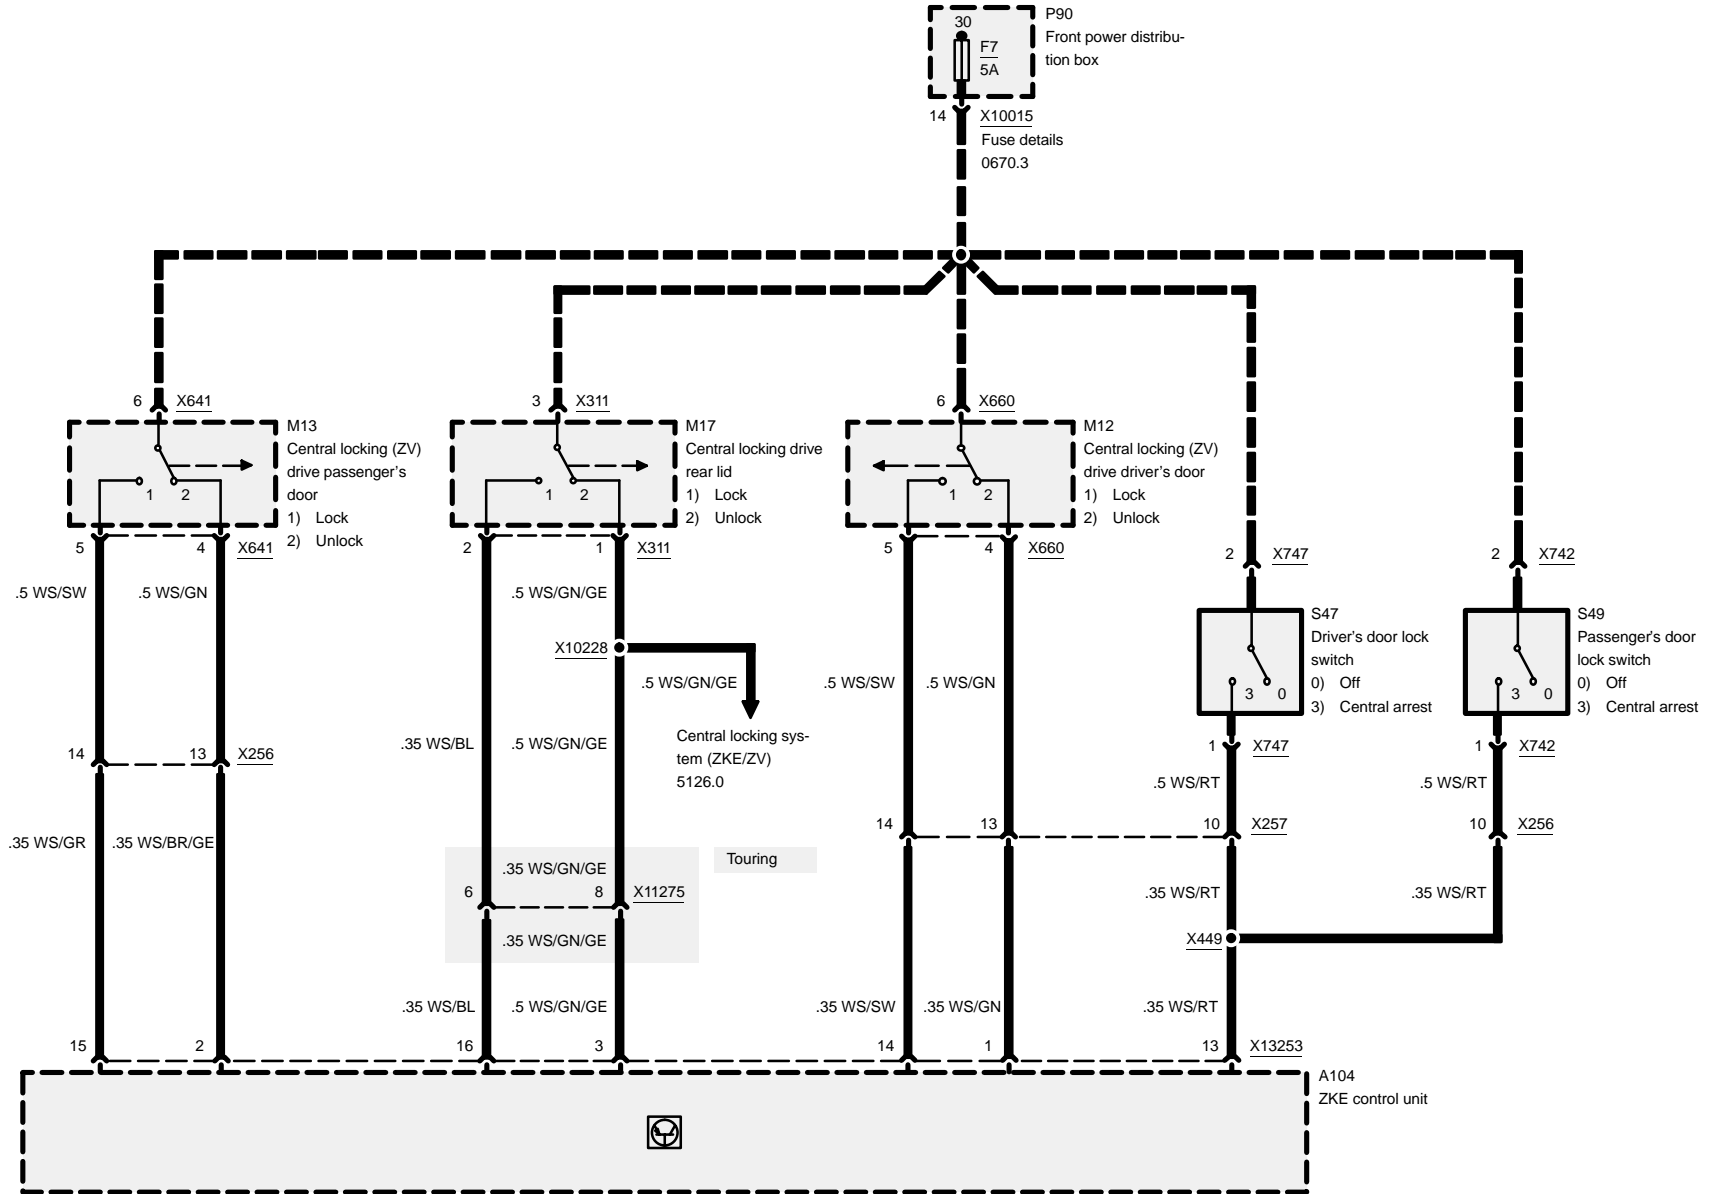 30
F7
5A
P90
Front power distribu-
tion box
14 X10015
Fuse details
0670.3
6 X641
3 X311
6 X660
M13
Central locking (ZV)
drive passenger's
door
1) Lock
2) Unlock
1 2
M17
Central locking drive
rear lid
1) Lock
2) Unlock
1 2
M12
Central locking (ZV)
drive driver's door
1) Lock
2) Unlock
1 2
5 4 X641
2 1 X311
5 4 X660
2 X747
2 X742
.5 WS/SW .5 WS/GN
.5 WS/GN/GE
S47
Driver's door lock
switch
0) Off
3) Central arrest
3 0
S49
Passenger's door
lock switch
0) Off
3) Central arrest
3 0
X10228
.5 WS/GN/GE
.5 WS/SW .5 WS/GN
Central locking sys-
tem (ZKE/ZV)
5126.0
.35 WS/BL .5 WS/GN/GE
14 13 X256
1 X747
1 X742
.5 WS/RT
.5 WS/RT
14 13 10 X257
10 X256
.35 WS/GR .35 WS/BR/GE
.35 WS/GN/GE
Touring
6 8 X11275
.35 WS/RT
.35 WS/RT
.35 WS/GN/GE
X449
.35 WS/BL .5 WS/GN/GE
.35 WS/SW .35 WS/GN
.35 WS/RT
15 2 16 3 14 1 13 X13253
A104
ZKE control unit